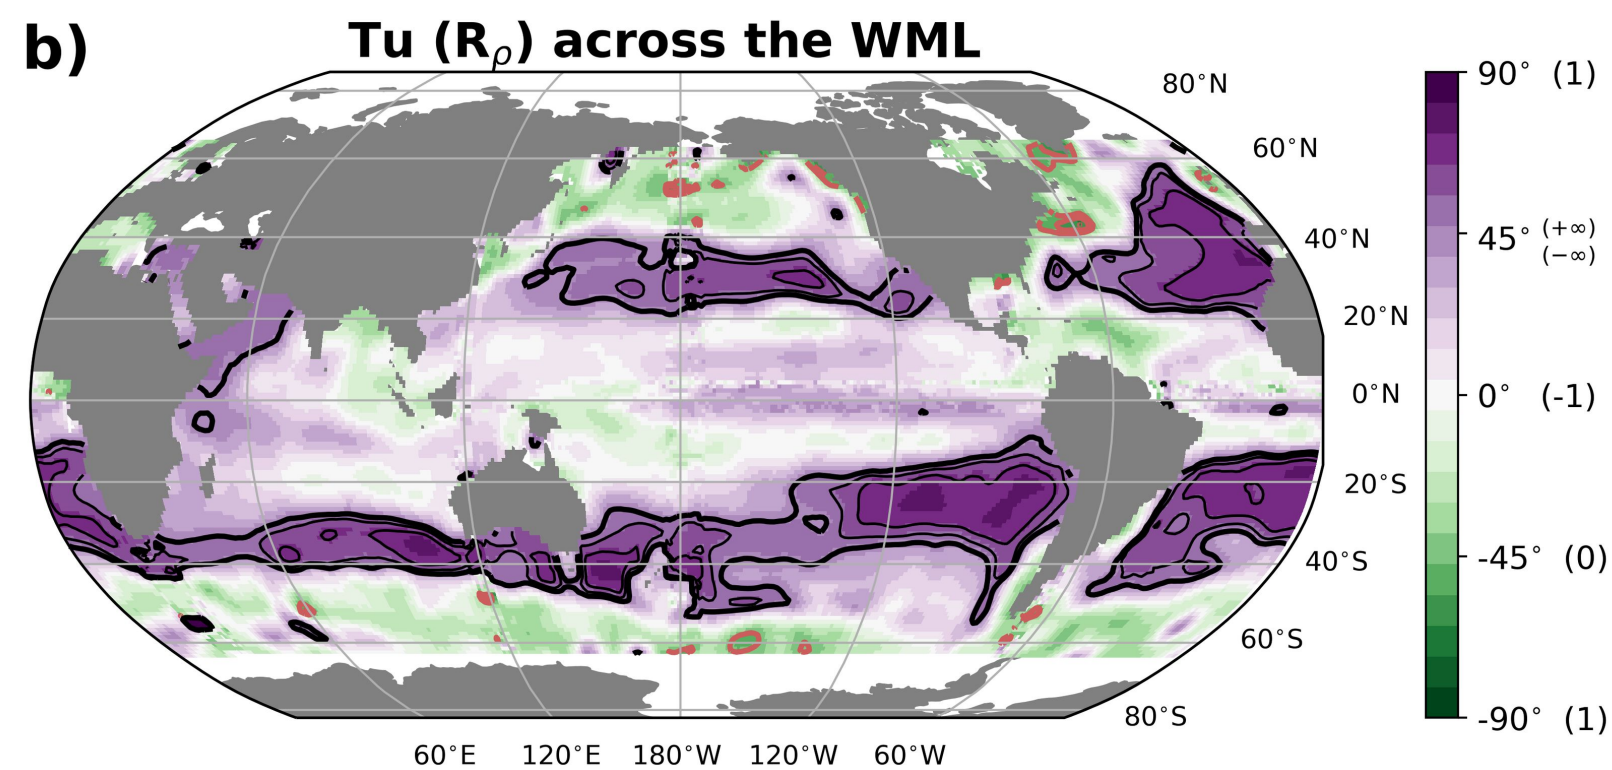 b)
Tu (Rρ) across the WML
80°N
60°N
40°N
20°N
0°N
20°S
40°S
60°S
80°S
60°E 120°E 180°W 120°W 60°W
90° (1)
45° (+∞)
(−∞)
0° (-1)
-45° (0)
-90° (1)